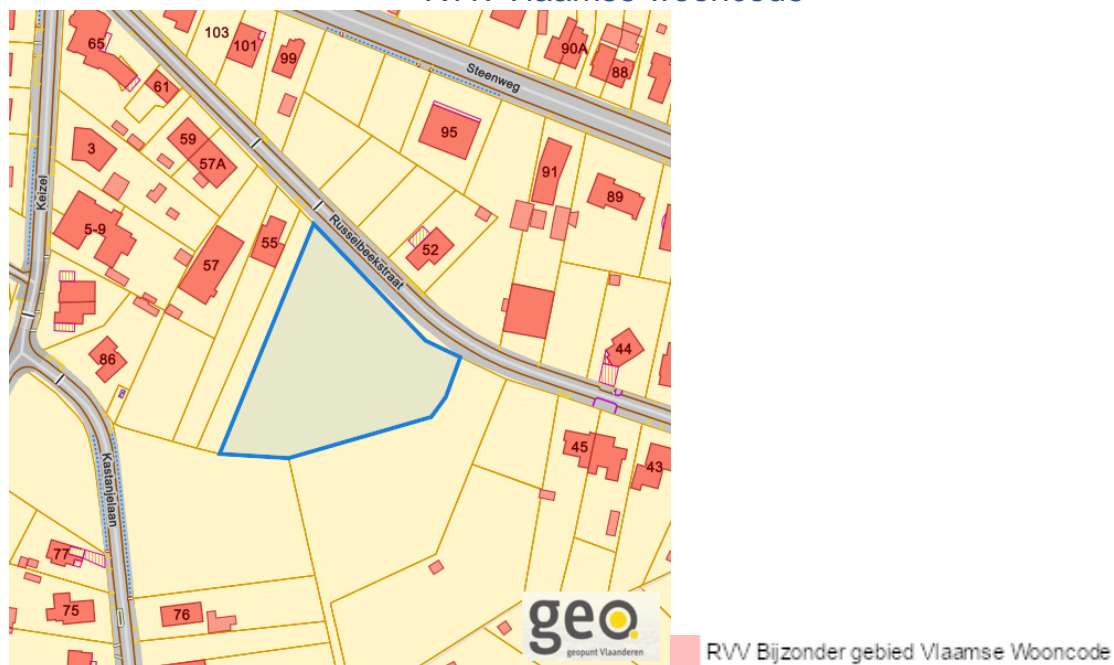 65
103
101
99
90A
88
Steenweg
61
95
59
57A
3
91
89
Keizel
5-9
55
Russelbeekstraat
52
57
44
86
45
43
Kastanjelaan
77
75
76
geo
geopunt Vlaanderen
RVV Bijzonder gebied Vlaamse Wooncode